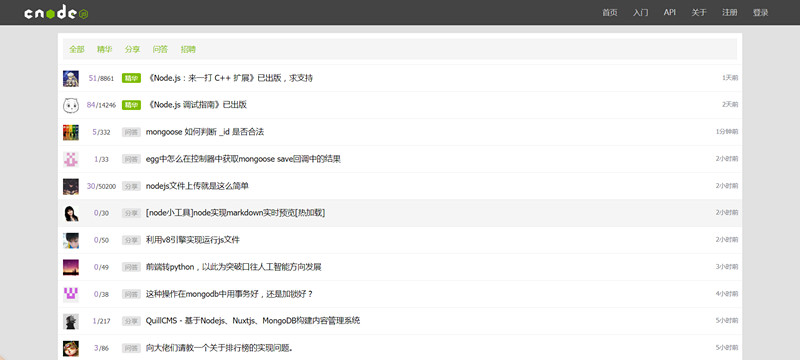 cnode JS 首页 入门 API 关于 注册 登录
全部 精华 分享 问答 招聘
51/8861 精华 《Node.js：来一打 C++ 扩展》已出版，求支持 1天前
84/14246 精华 《Node.js 调试指南》已出版 2天前
5/332 问答 mongoose 如何判断 _id 是否合法 1分钟前
1/33 问答 egg中怎么在控制器中获取mongoose save回调中的结果 2小时前
30/50200 分享 nodejs文件上传就是这么简单 2小时前
0/30 分享 [node小工具]node实现markdown实时预览[热加载] 2小时前
0/50 分享 利用v8引擎实现运行js文件 2小时前
0/49 问答 前端转python，以此为突破口往人工智能方向发展 3小时前
0/38 问答 这种操作在mongodb中用事务好，还是加锁好？ 4小时前
1/217 分享 QuillCMS - 基于Nodejs、Nuxtjs、MongoDB构建内容管理系统 5小时前
3/86 问答 向大佬们请教一个关于排行榜的实现问题。 5小时前